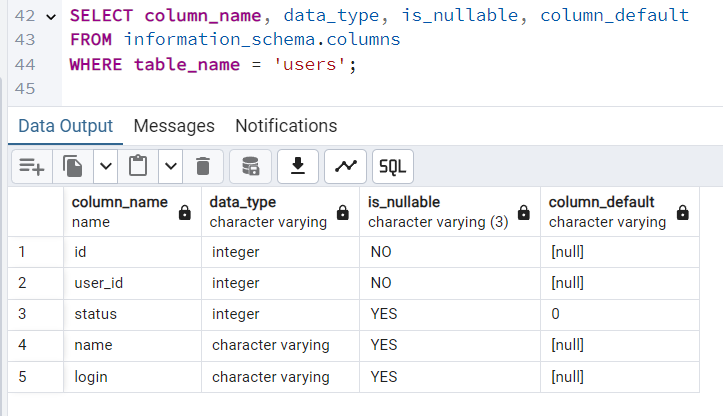 42 SELECT column_name, data_type, is_nullable, column_default
43 FROM information_schema.columns
44 WHERE table_name = 'users';
45
Data Output Messages Notifications
SQL
column_name data_type is_nullable column_default
name character varying character varying (3) character varying
1 id integer NO [null]
2 user_id integer NO [null]
3 status integer YES 0
4 name character varying YES [null]
5 login character varying YES [null]